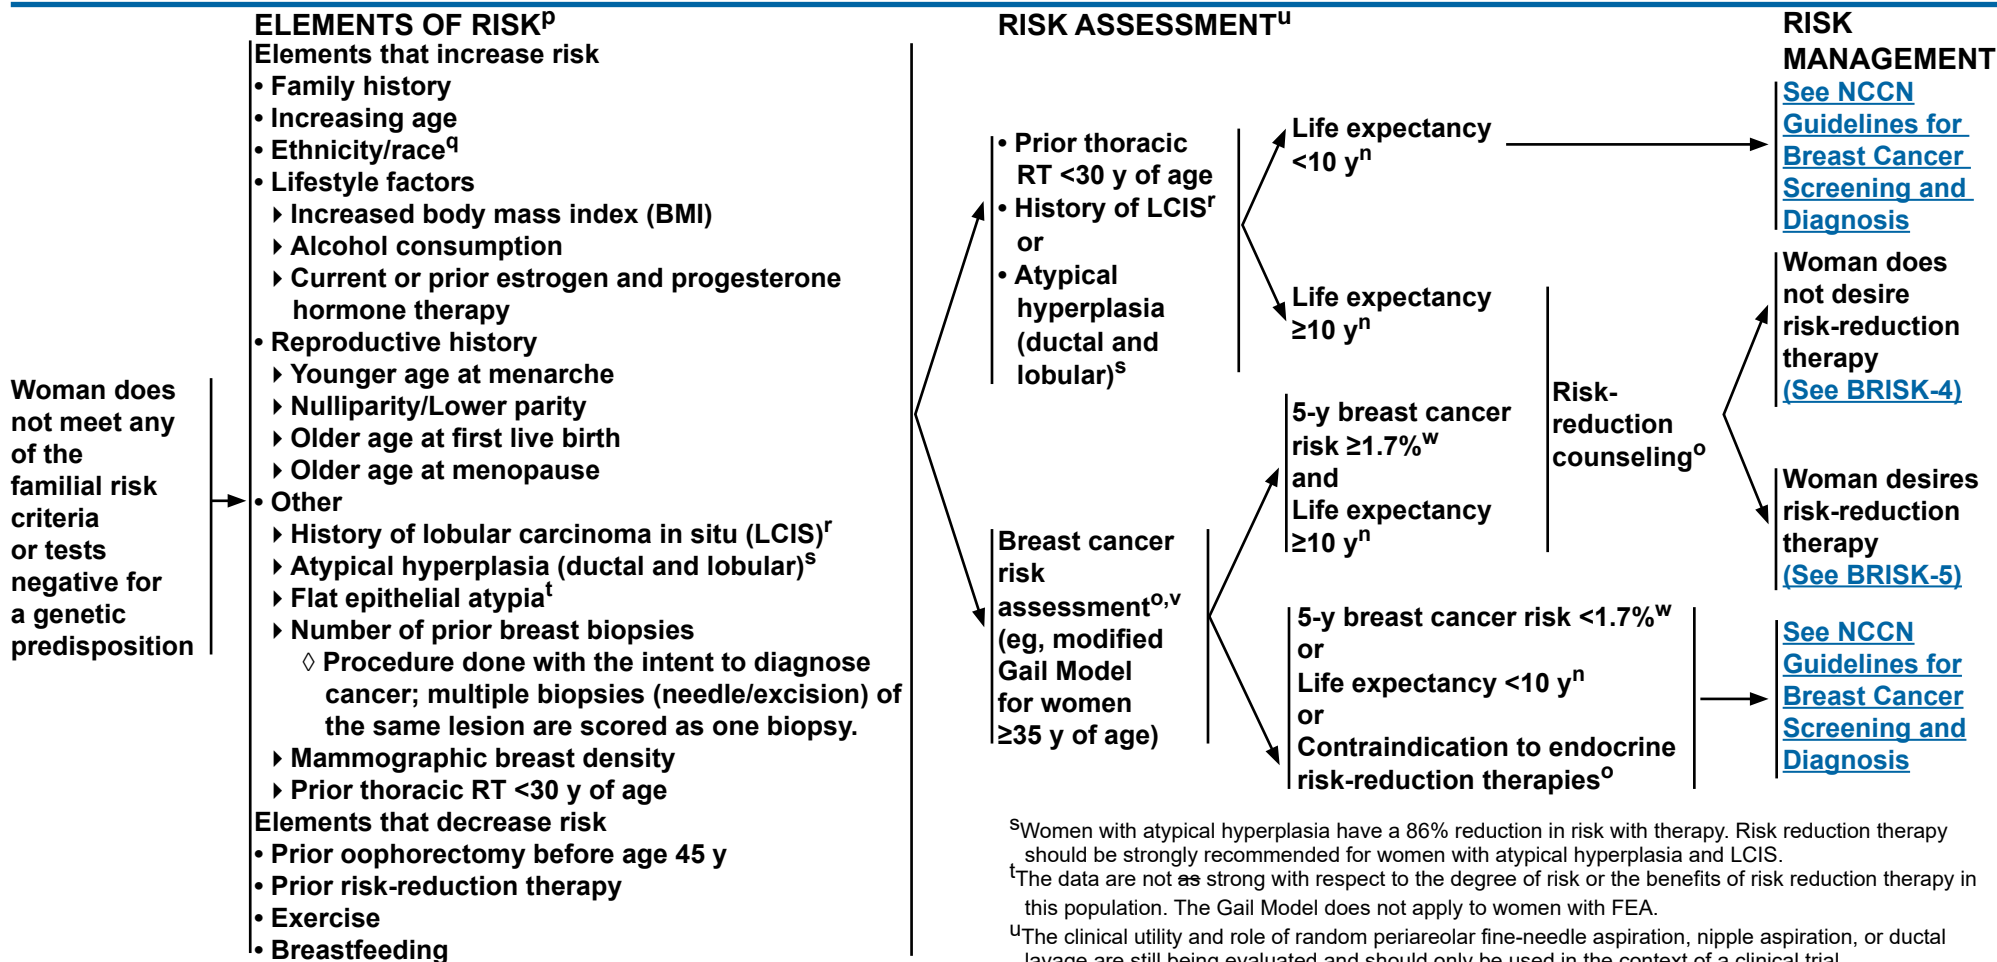 ELEMENTS OF RISKp
Elements that increase risk
• Family history
• Increasing age
• Ethnicity/raceq
• Lifestyle factors
Increased body mass index (BMI)
Alcohol consumption
Current or prior estrogen and progesterone
hormone therapy
• Reproductive history
Younger age at menarche
Nulliparity/Lower parity
Older age at first live birth
Older age at menopause
• Other
History of lobular carcinoma in situ (LCIS)r
Atypical hyperplasia (ductal and lobular)s
Flat epithelial atypiat
Number of prior breast biopsies
◊ Procedure done with the intent to diagnose
cancer; multiple biopsies (needle/excision) of
the same lesion are scored as one biopsy.
Mammographic breast density
Prior thoracic RT <30 y of age
Elements that decrease risk
• Prior oophorectomy before age 45 y
• Prior risk-reduction therapy
• Exercise
• Breastfeeding
Woman does
not meet any
of the
familial risk
criteria
or tests
negative for
a genetic
predisposition
RISK ASSESSMENTu
• Prior thoracic
RT <30 y of age
• History of LCISr
or
• Atypical
hyperplasia
(ductal and
lobular)s
Life expectancy
<10 yn
Life expectancy
≥10 yn
Breast cancer
risk
assessmento,v
(eg, modified
Gail Model
for women
≥35 y of age)
5-y breast cancer
risk ≥1.7%w
and
Life expectancy
≥10 yn
5-y breast cancer risk <1.7%w
or
Life expectancy <10 yn
or
Contraindication to endocrine
risk-reduction therapieso
Risk-
reduction
counselingo
RISK
MANAGEMENT
See NCCN
Guidelines for
Breast Cancer
Screening and
Diagnosis
Woman does
not desire
risk-reduction
therapy
(See BRISK-4)
Woman desires
risk-reduction
therapy
(See BRISK-5)
See NCCN
Guidelines for
Breast Cancer
Screening and
Diagnosis
sWomen with atypical hyperplasia have a 86% reduction in risk with therapy. Risk reduction therapy
should be strongly recommended for women with atypical hyperplasia and LCIS.
tThe data are not as strong with respect to the degree of risk or the benefits of risk reduction therapy in
this population. The Gail Model does not apply to women with FEA.
uThe clinical utility and role of random periareolar fine-needle aspiration, nipple aspiration, or ductal
lavage are still being evaluated and should only be used in the context of a clinical trial